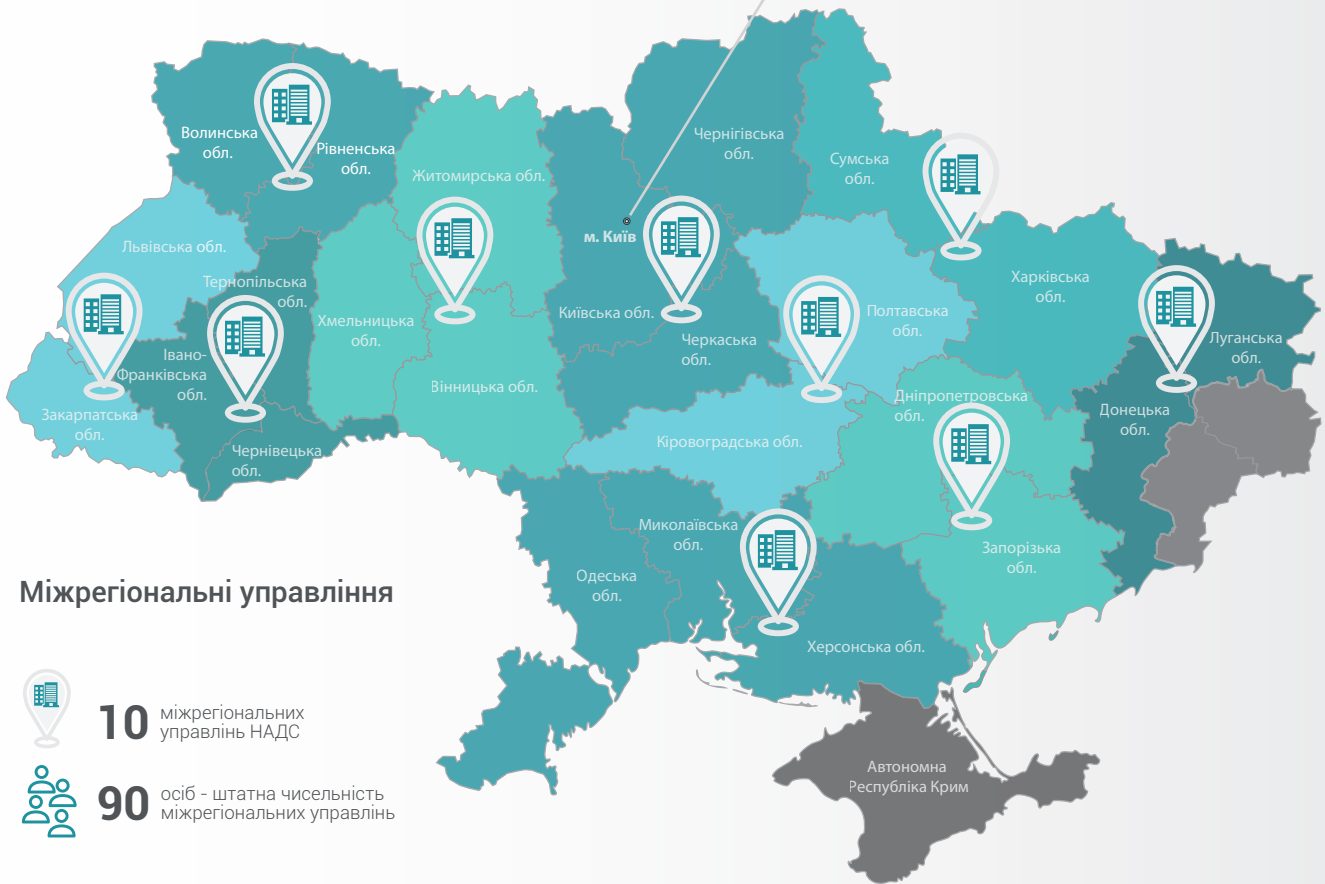 Волинська
обл.
Рівненська
обл.
Житомирська обл.
Чернігівська
обл.
Сумська
обл.
м. Київ
Львівська обл.
Тернопільська
обл.
Хмельницька
обл.
Київська обл.
Черкаська
обл.
Полтавська
обл.
Харківська
обл.
Луганська
обл.
Івано-
Франківська
обл.
Закарпатська
обл.
Чернівецька
обл.
Вінницька обл.
Кіровоградська обл.
Дніпропетровська
обл.
Донецька
обл.
Миколаївська
обл.
Одеська
обл.
Запорізька
обл.
Херсонська обл.
Автономна
Республіка Крим
Міжрегіональні управління
10 міжрегіональних
управлінь НАДС
90 осіб - штатна чисельність
міжрегіональних управлінь